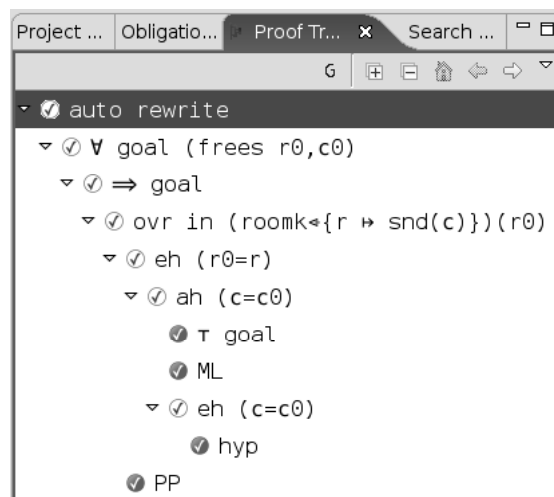 Project ... Obligatio... Proof Tr... Search ...
G
auto rewrite
∀ goal (frees r0,c0)
⇒ goal
ovr in (roomk<{r ↦ snd(c)})(r0)
eh (r0=r)
ah (c=c0)
⊤ goal
ML
eh (c=c0)
hyp
PP